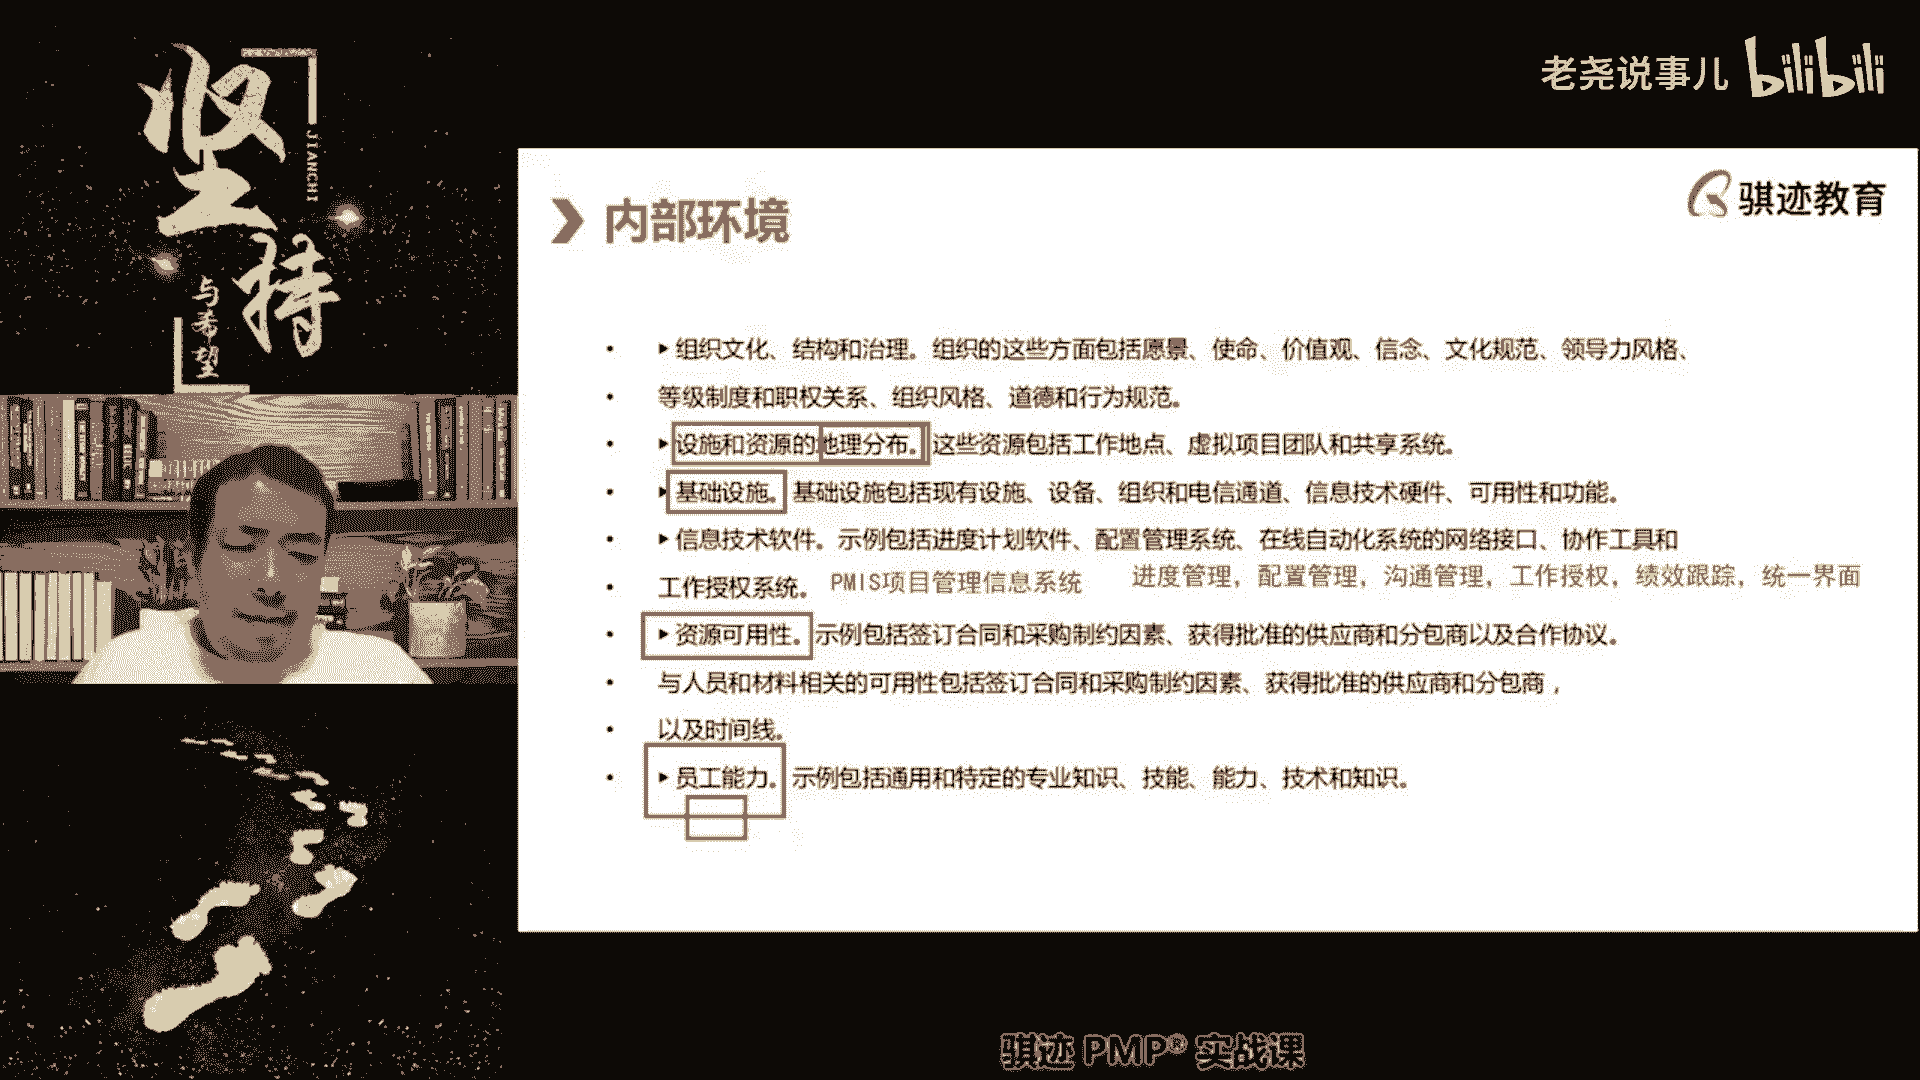 坚持
JIANCHI
与希望
老尧说事儿 bilibili
骐迹教育
内部环境
组织文化、结构和治理。组织的这些方面包括愿景、使命、价值观、信念、文化规范、领导力风格、
等级制度和职权关系、组织风格、道德和行为规范。
设施和资源的地理分布。这些资源包括工作地点、虚拟项目团队和共享系统。
基础设施。基础设施包括现有设施、设备、组织和电信通道、信息技术硬件、可用性和功能。
信息技术软件。示例包括进度计划软件、配置管理系统、在线自动化系统的网络接口、协作工具和
工作授权系统。 PMIS项目管理信息系统 进度管理，配置管理，沟通管理，工作授权，绩效跟踪，统一界面
资源可用性。示例包括签订合同和采购制约因素、获得批准的供应商和分包商以及合作协议。
与人员和材料相关的可用性包括签订合同和采购制约因素、获得批准的供应商和分包商，
以及时间线。
员工能力。示例包括通用和特定的专业知识、技能、能力、技术和知识。
骐迹 PMP® 实战课